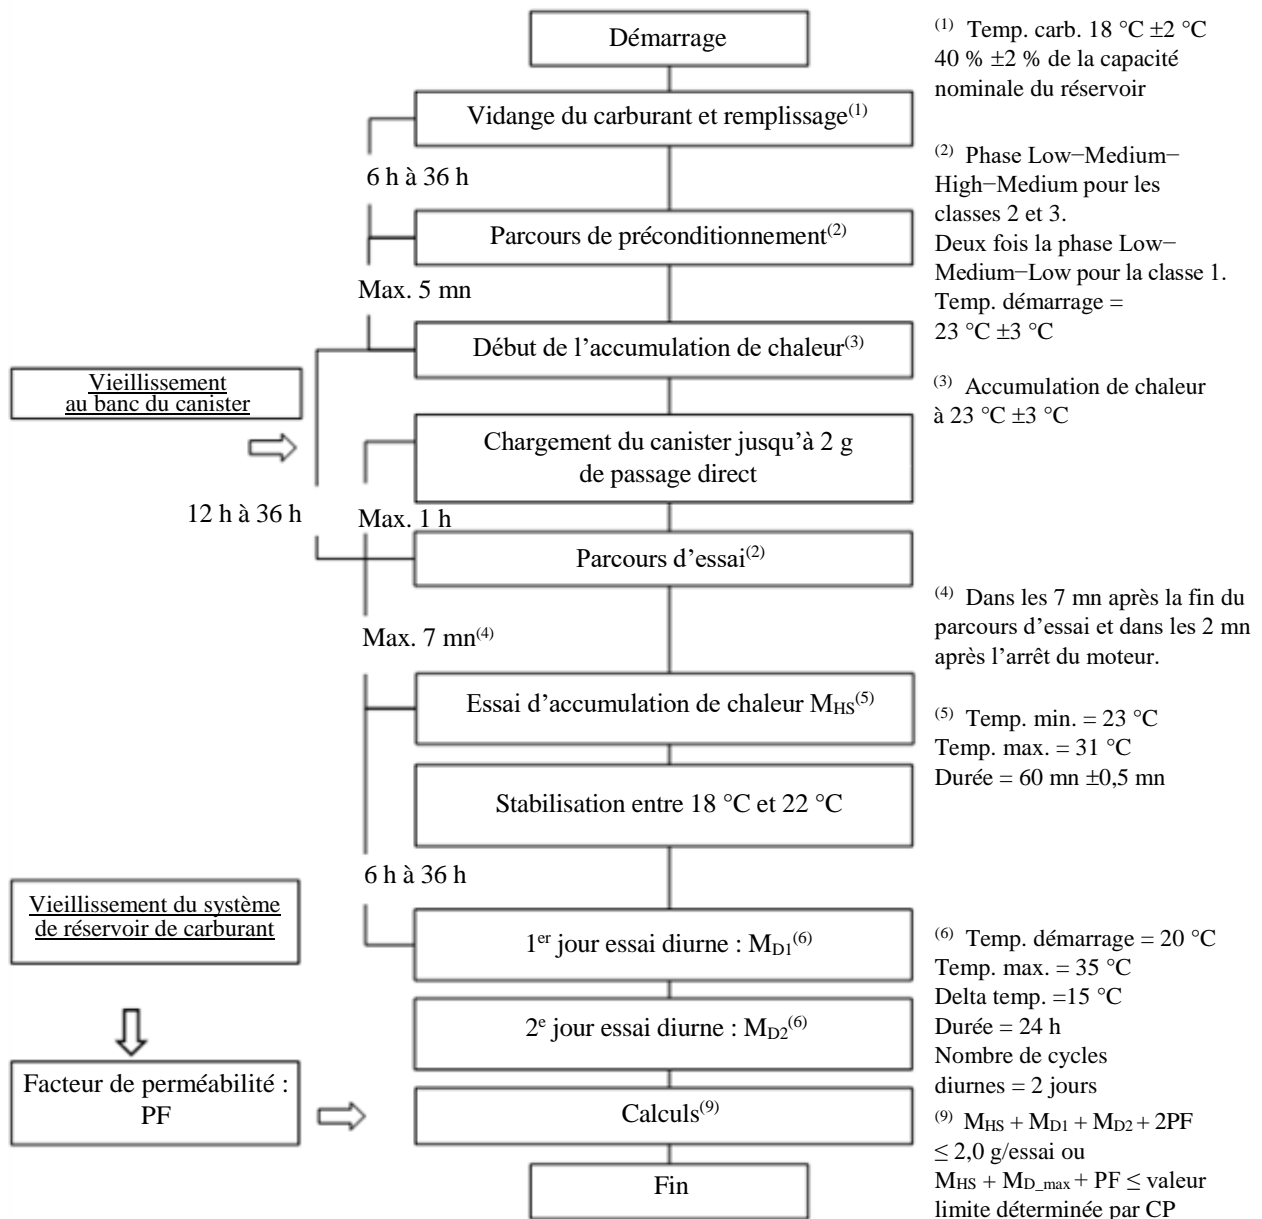 Démarrage
Vidange du carburant et remplissage(1)
6 h à 36 h
Parcours de préconditionnement(2)
Max. 5 mn
Début de l’accumulation de chaleur(3)
Vieillissement
au banc du canister
Chargement du canister jusqu’à 2 g
de passage direct
12 h à 36 h
Max. 1 h
Parcours d’essai(2)
Max. 7 mn(4)
Essai d’accumulation de chaleur MHS(5)
Stabilisation entre 18 °C et 22 °C
6 h à 36 h
Vieillissement du système
de réservoir de carburant
1er jour essai diurne : MD1(6)
2e jour essai diurne : MD2(6)
Facteur de perméabilité :
PF
Calculs(9)
Fin
(1) Temp. carb. 18 °C ±2 °C
40 % ±2 % de la capacité
nominale du réservoir
(2) Phase Low−Medium−
High−Medium pour les
classes 2 et 3.
Deux fois la phase Low−
Medium−Low pour la classe 1.
Temp. démarrage =
23 °C ±3 °C
(3) Accumulation de chaleur
à 23 °C ±3 °C
(4) Dans les 7 mn après la fin du
parcours d’essai et dans les 2 mn
après l’arrêt du moteur.
(5) Temp. min. = 23 °C
Temp. max. = 31 °C
Durée = 60 mn ±0,5 mn
(6) Temp. démarrage = 20 °C
Temp. max. = 35 °C
Delta temp. =15 °C
Durée = 24 h
Nombre de cycles
diurnes = 2 jours
(9) MHS + MD1 + MD2 + 2PF
≤ 2,0 g/essai ou
MHS + MD_max + PF ≤ valeur
limite déterminée par CP